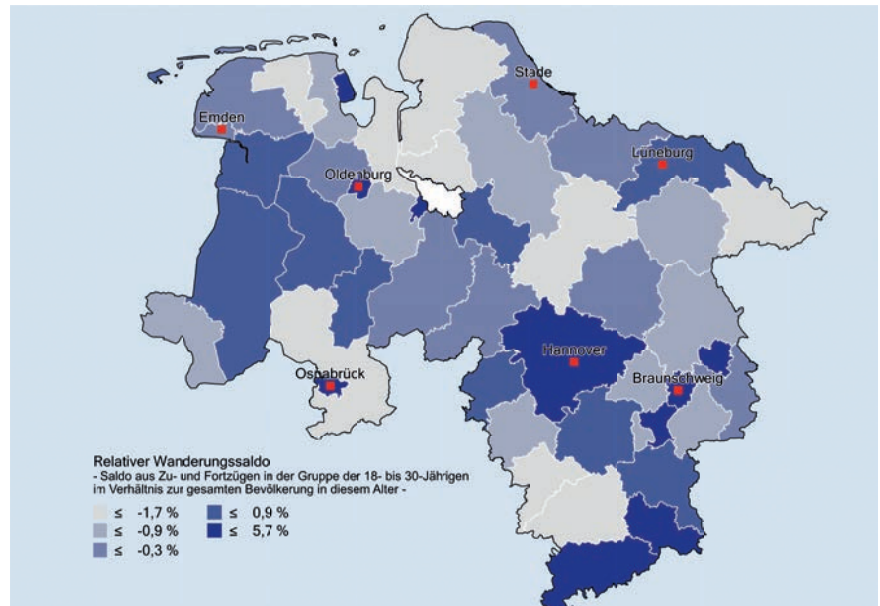 Stade
Emden
Lüneburg
Oldenburg
Hannover
Osnabrück
Braunschweig
Relativer Wanderungssaldo
- Saldo aus Zu- und Fortzügen in der Gruppe der 18- bis 30-Jährigen
im Verhältnis zur gesamten Bevölkerung in diesem Alter -
≤ -1,7 %
≤ -0,9 %
≤ -0,3 %
≤ 0,9 %
≤ 5,7 %